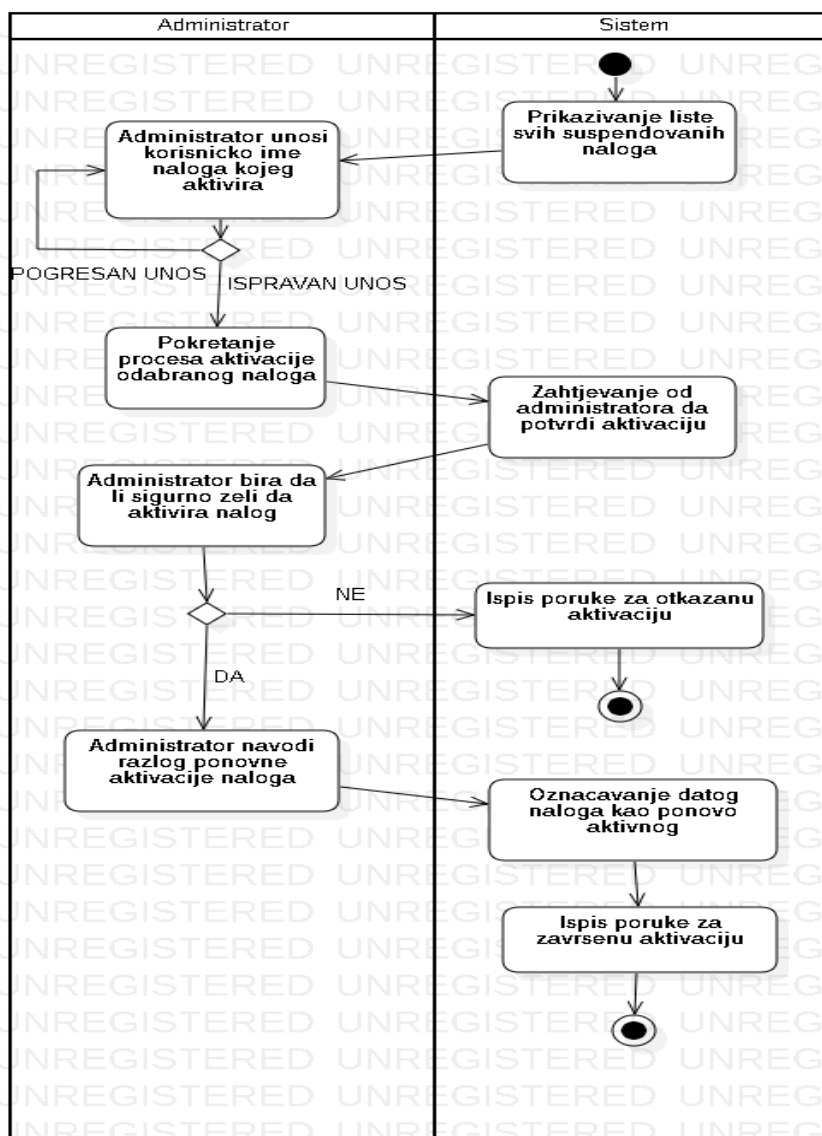 Administrator
Sistem
Prikazivanje liste
svih suspendovanih
naloga
Administrator unosi
korisnicko ime
naloga kojeg
aktivira
POGRESAN UNOS
ISPRAVAN UNOS
Pokretanje
procesa aktivacije
odabranog naloga
Zahtjevanje od
administratora da
potvrdi aktivaciju
Administrator bira da
li sigurno zeli da
aktivira nalog
NE
Ispis poruke za otkazanu
aktivaciju
DA
Administrator navodi
razlog ponovne
aktivacije naloga
Oznacavanje datog
naloga kao ponovo
aktivnog
Ispis poruke za
zavrsenu aktivaciju
UNREGISTERED